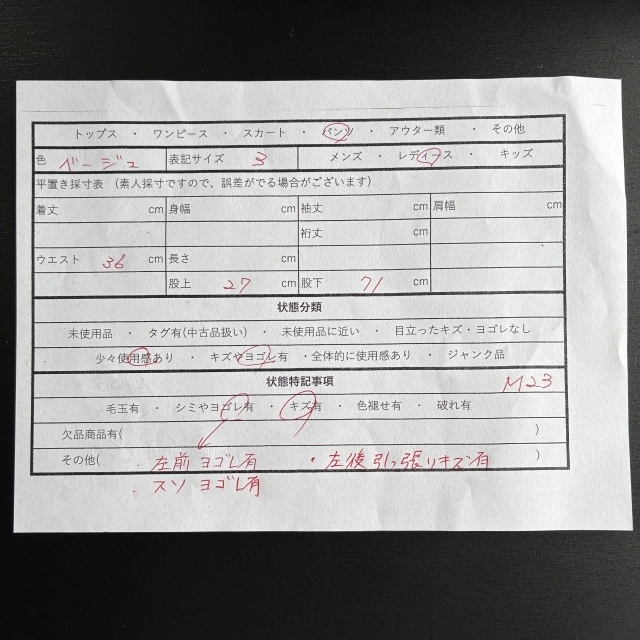 トップス ・ ワンピース ・ スカート ・ パンツ ・ アウター類 ・ その他
色 ベージュ 表記サイズ 3 メンズ ・ レディース ・ キッズ
平置き採寸表 (素人採寸ですので、誤差がでる場合がございます)
着丈 cm 身幅 cm 袖丈 cm 肩幅 cm
裄丈 cm
ウエスト 36 cm 長さ cm
股上 27 cm 股下 71 cm
状態分類
未使用品 ・ タグ有(中古品扱い) ・ 未使用品に近い ・ 目立ったキズ・ヨゴレなし
少々使用感あり ・ キズやヨゴレ有 ・全体的に使用感あり ・ ジャンク品
状態特記事項 M23
毛玉有 ・ シミやヨゴレ有 ・ キズ有 ・ 色褪せ有 ・ 破れ有
欠品商品有( )
その他( 左前 ヨゴレ有 ・左後 引っ張りキズ有 )
スソ ヨゴレ有